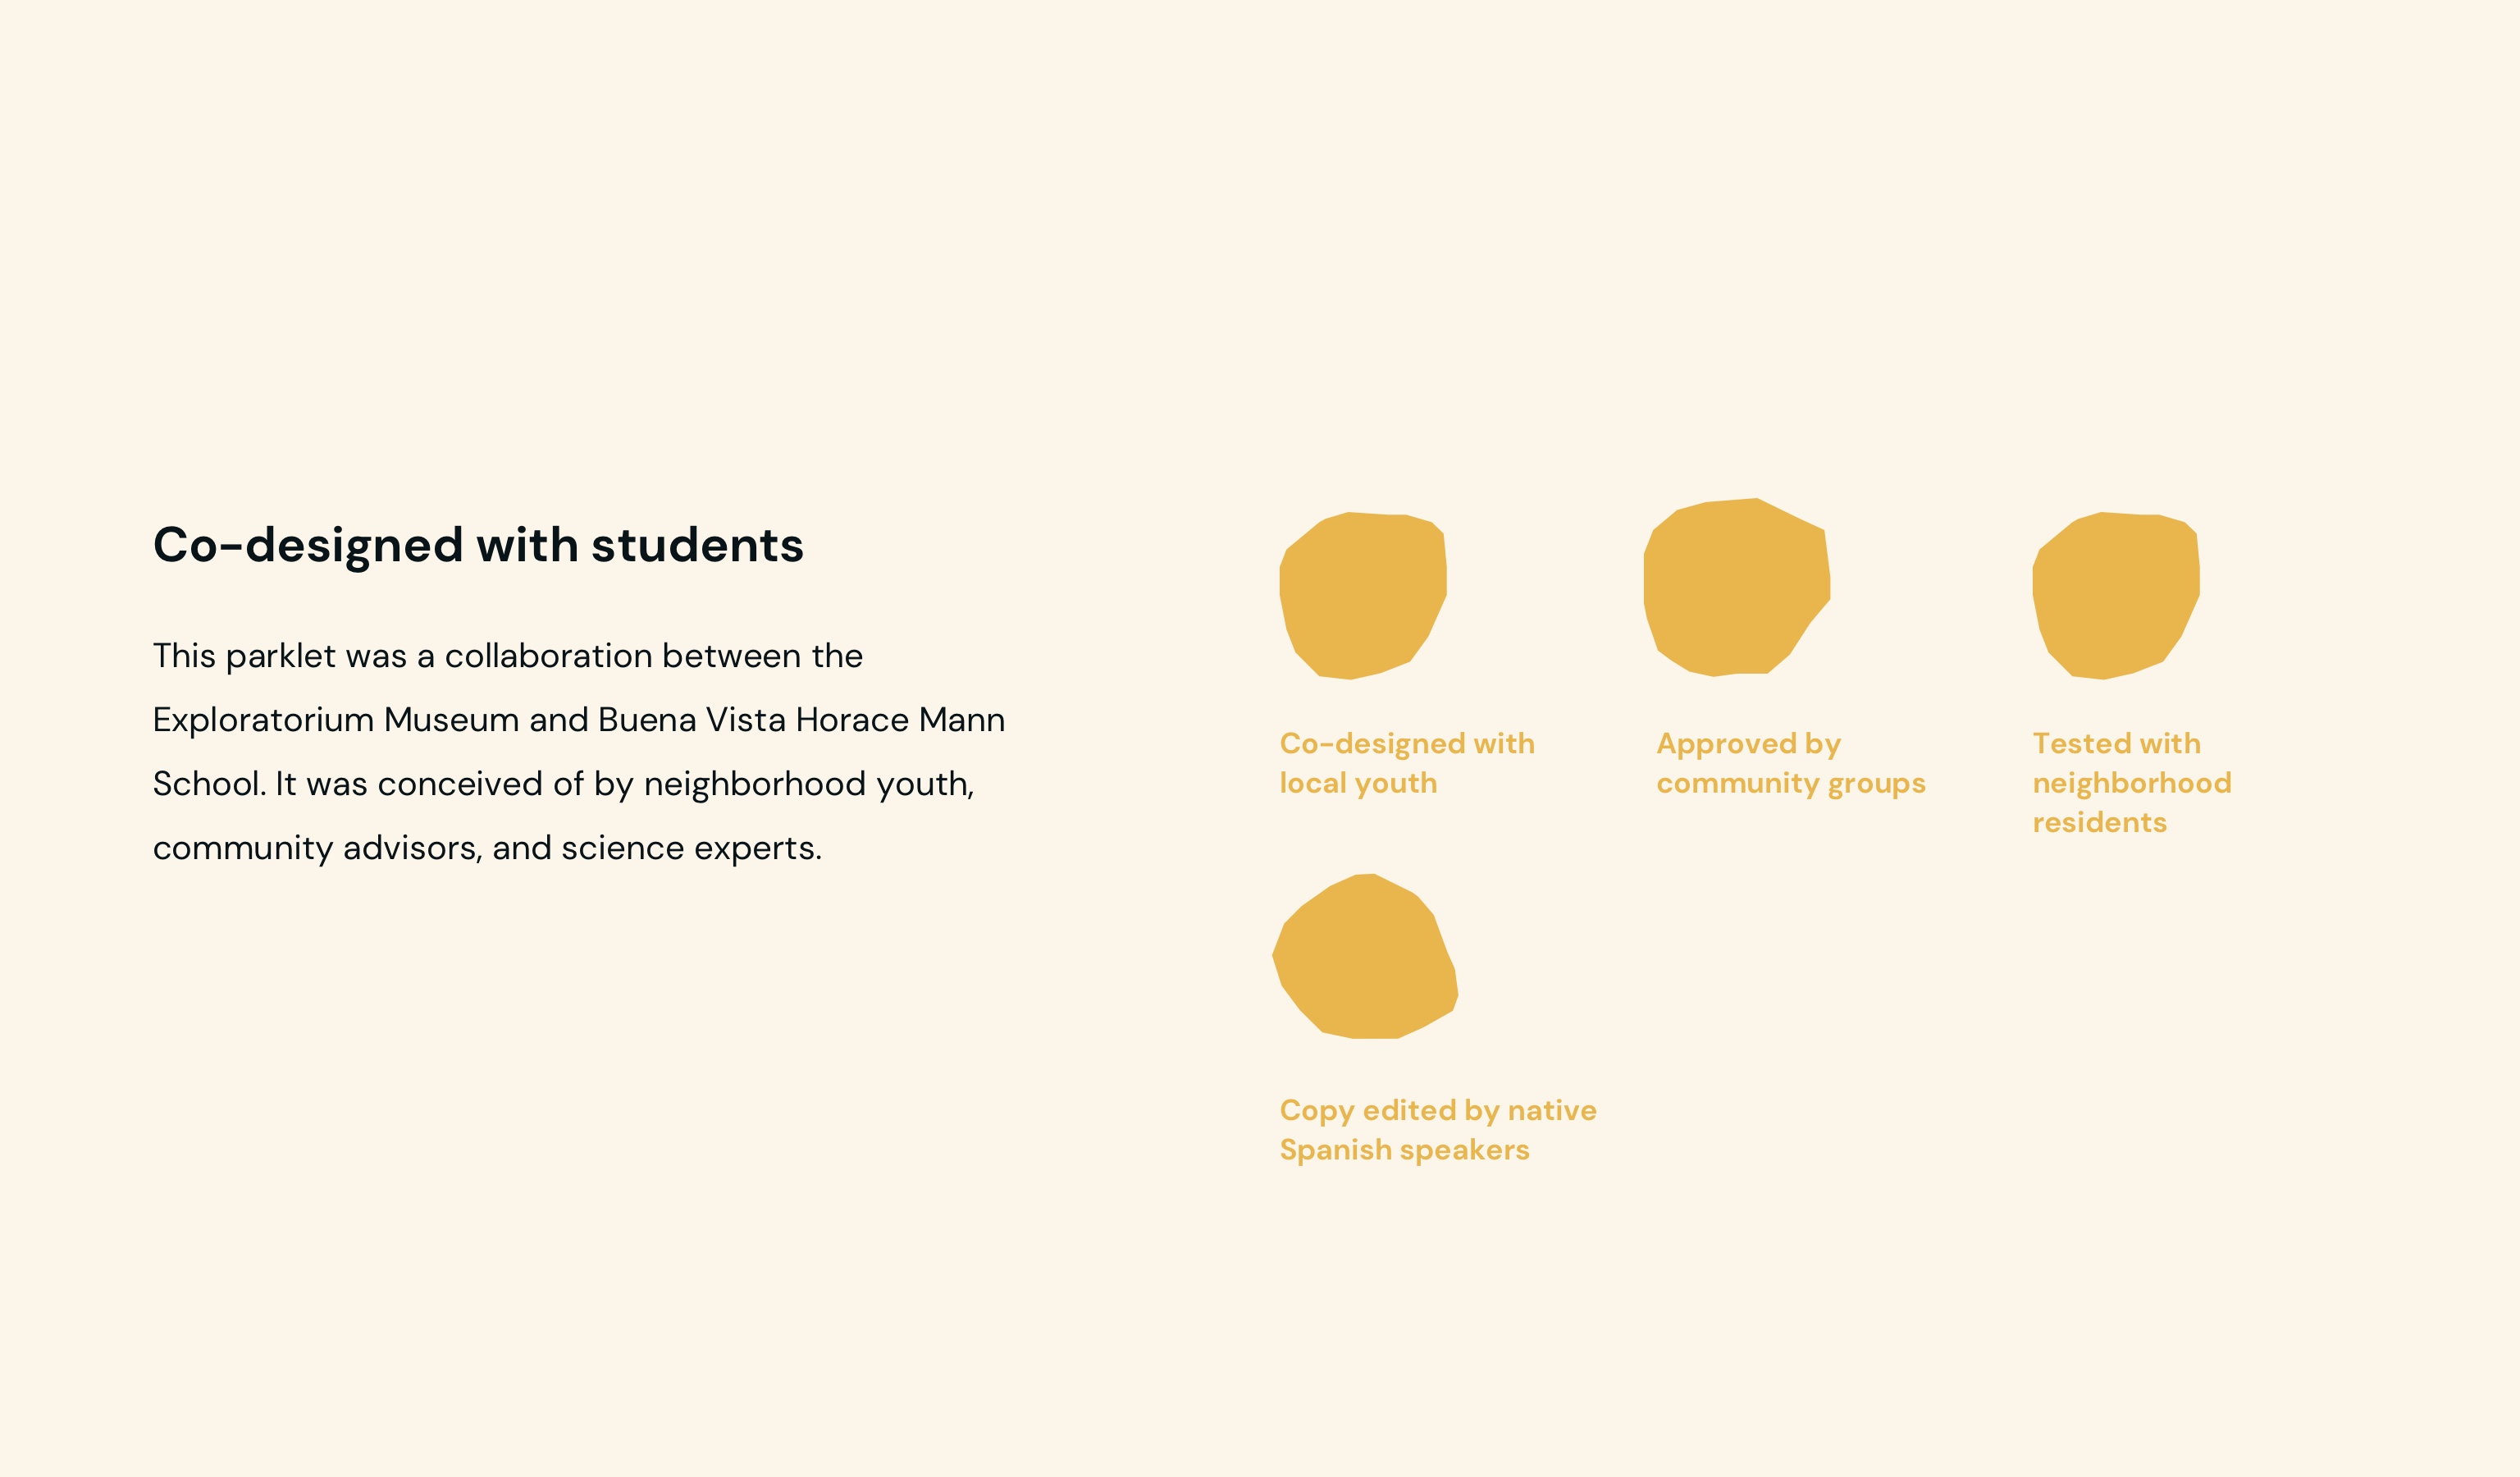 Co-designed with students
This parklet was a collaboration between the
Exploratorium Museum and Buena Vista Horace Mann
School. It was conceived of by neighborhood youth,
community advisors, and science experts.
Co-designed with
local youth
Approved by
community groups
Tested with
neighborhood
residents
Copy edited by native
Spanish speakers